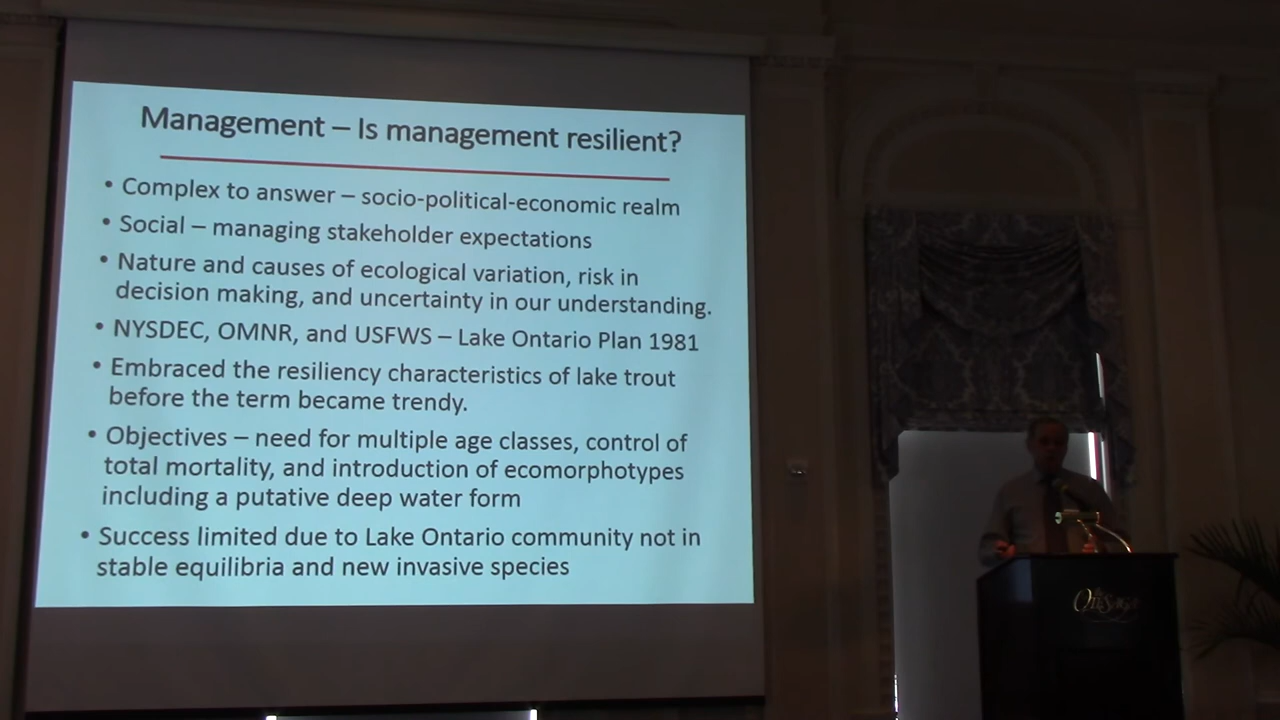 Management – Is management resilient?
• Complex to answer – socio-political-economic realm
• Social – managing stakeholder expectations
• Nature and causes of ecological variation, risk in
decision making, and uncertainty in our understanding.
• NYSDEC, OMNR, and USFWS – Lake Ontario Plan 1981
• Embraced the resiliency characteristics of lake trout
before the term became trendy.
• Objectives – need for multiple age classes, control of
total mortality, and introduction of ecomorphotypes
including a putative deep water form
• Success limited due to Lake Ontario community not in
stable equilibria and new invasive species
The
Otesaga